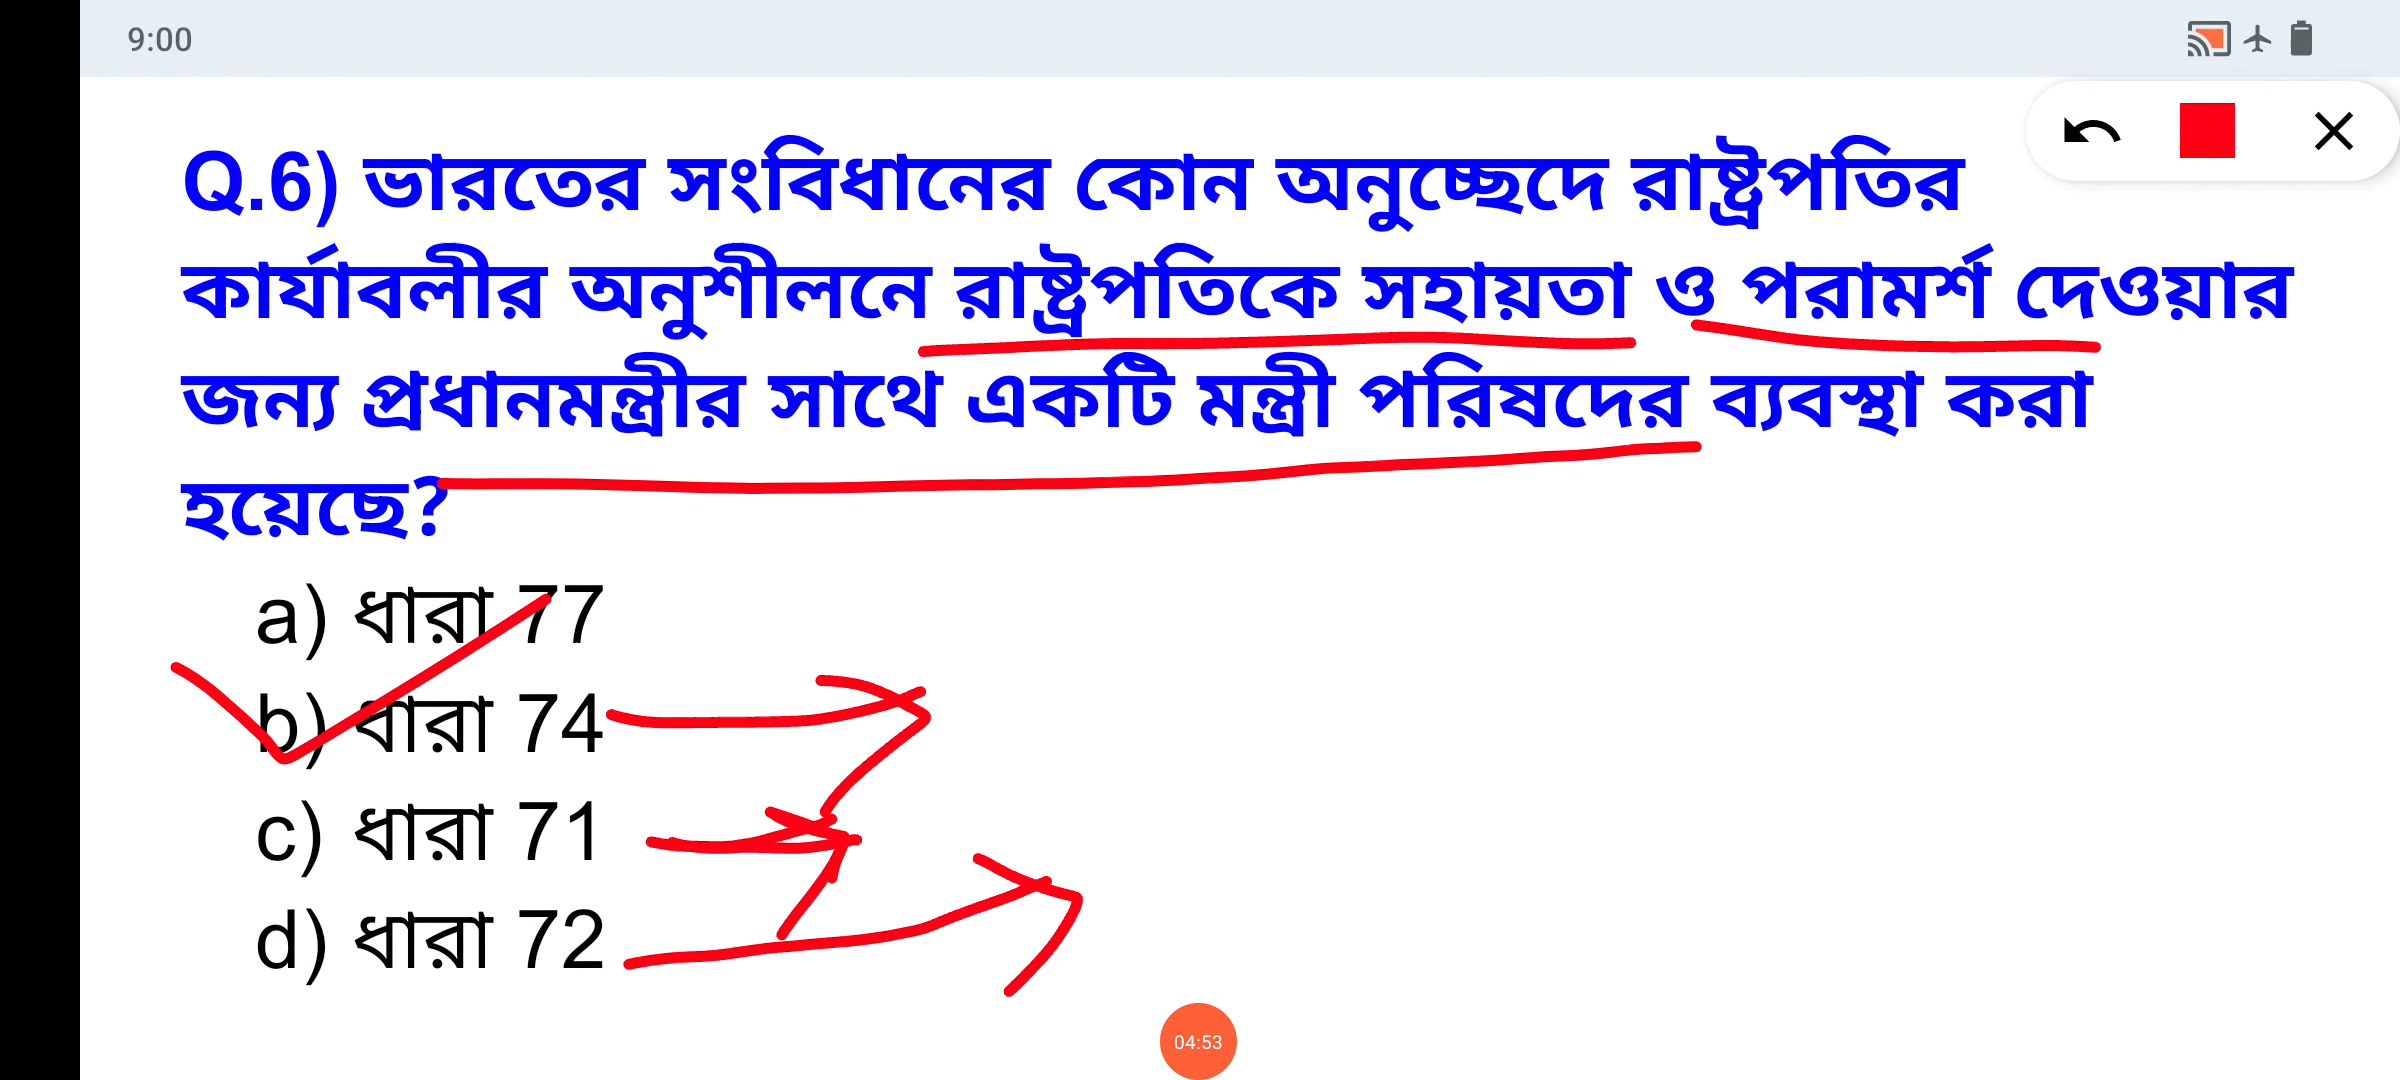 9:00
Q.6) ভারতের সংবিধানের কোন অনুচ্ছেদে রাষ্ট্রপতির
কার্যাবলীর অনুশীলনে রাষ্ট্রপতিকে সহায়তা ও পরামর্শ দেওয়ার
জন্য প্রধানমন্ত্রীর সাথে একটি মন্ত্রী পরিষদের ব্যবস্থা করা
হয়েছে?
a) ধারা 77
b) ধারা 74
c) ধারা 71
d) ধারা 72
04:53